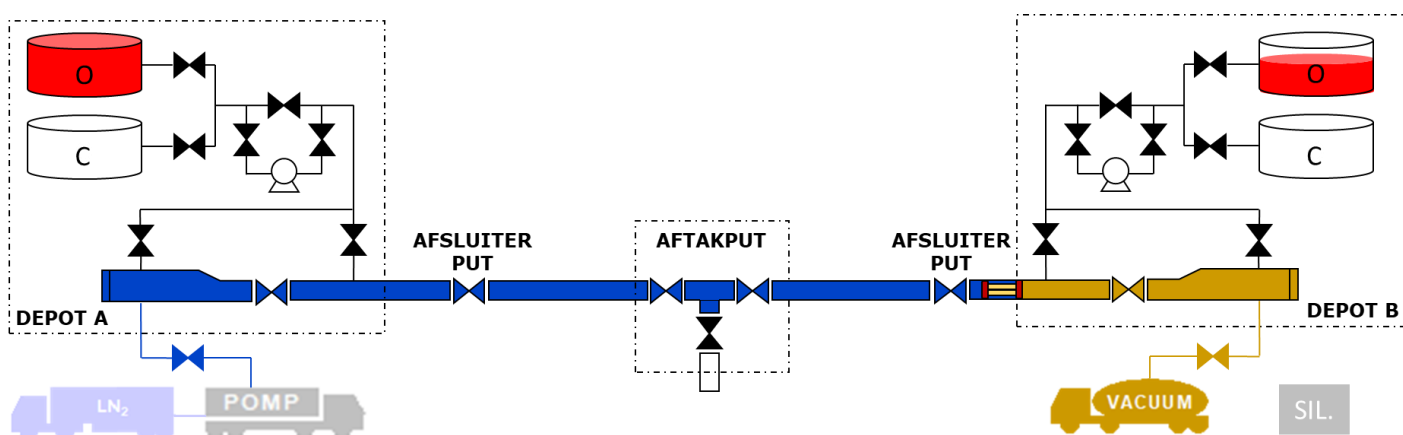 O
C
DEPOT A
LN2
POMP
AFSLUITER
PUT
AFTAKPUT
AFSLUITER
PUT
O
C
DEPOT B
VACUUM
SIL.